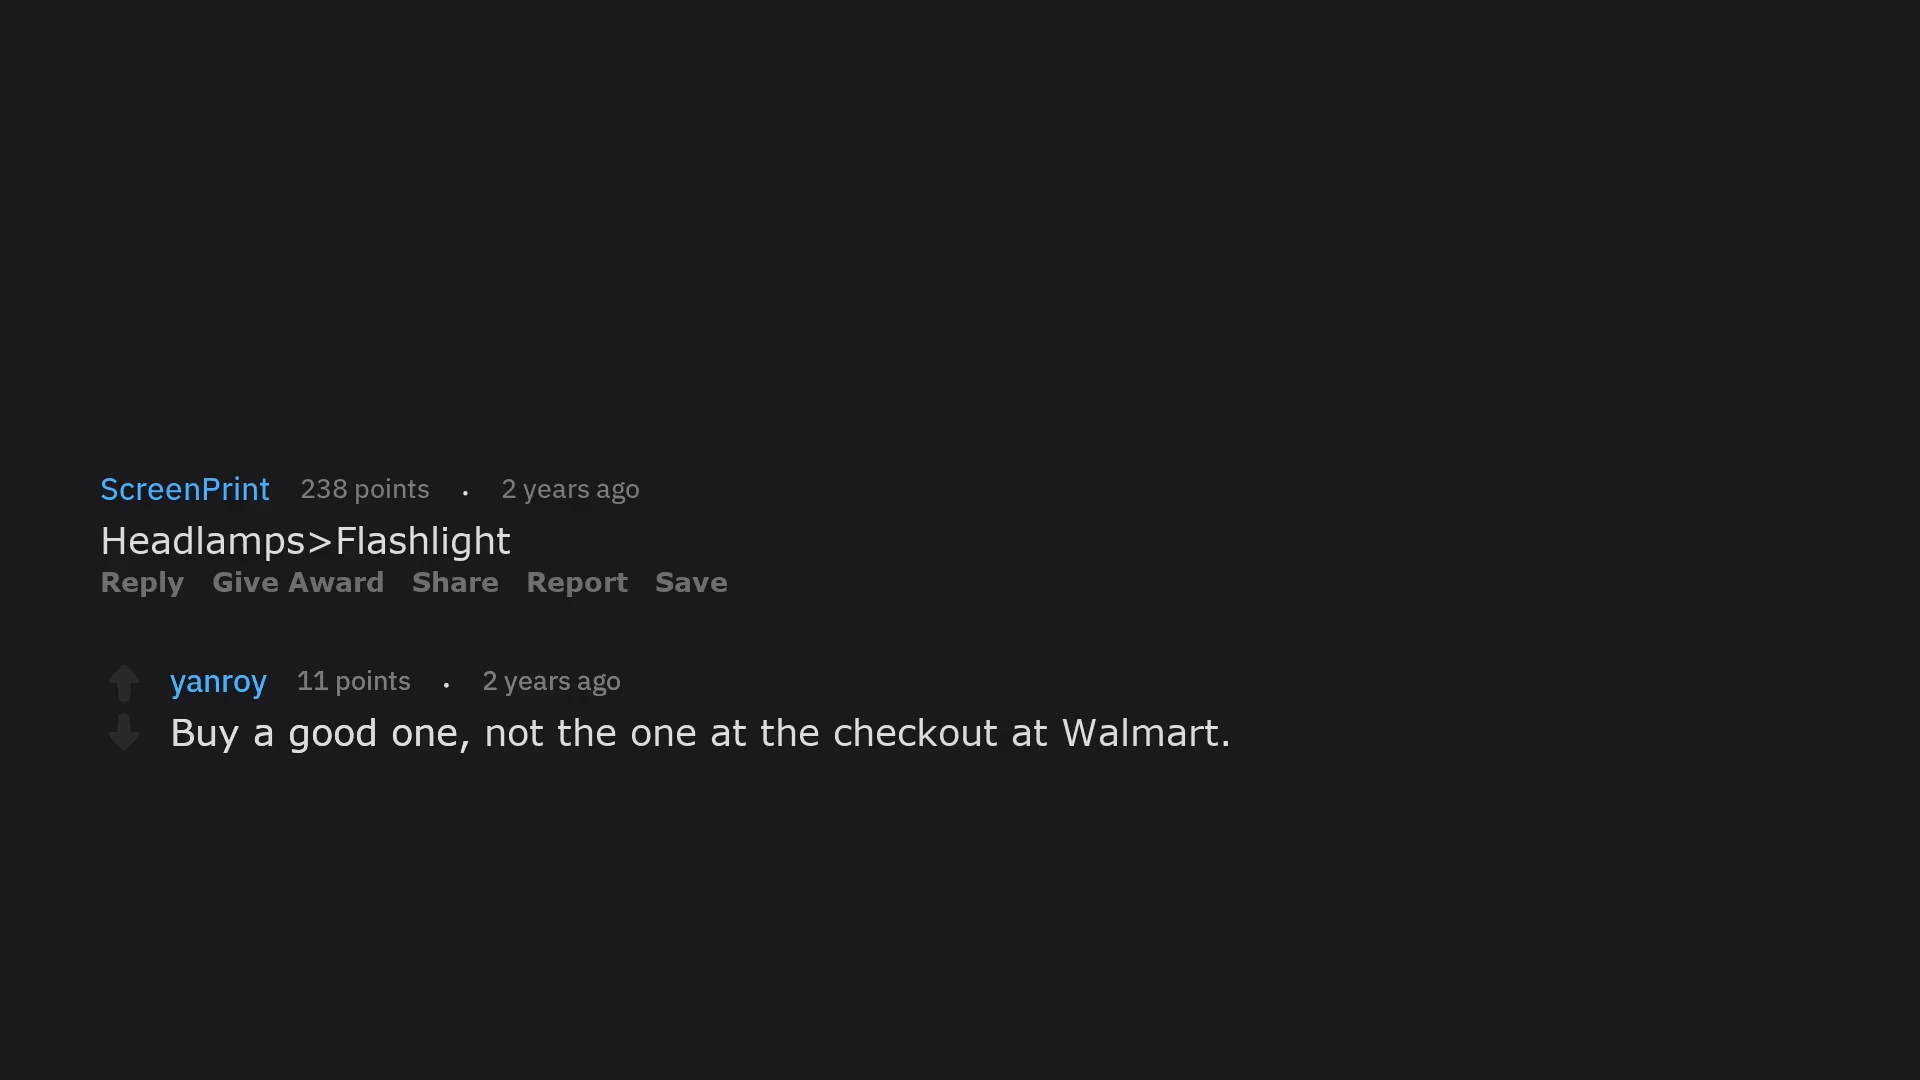 ScreenPrint 238 points . 2 years ago
Headlamps>Flashlight
Reply Give Award Share Report Save
yanroy 11 points . 2 years ago
Buy a good one, not the one at the checkout at Walmart.